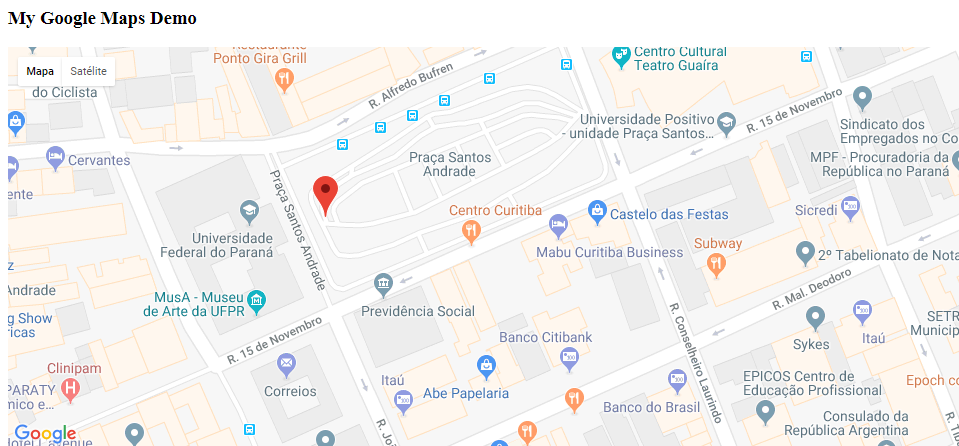 My Google Maps Demo
Mapa
Satélite
Ponto Gira Grill
Centro Cultural
Teatro Guaíra
do Ciclista
R. Alfredo Bufren
Cervantes
Praça Santos
Andrade
Universidade Positivo
- unidade Praça Santos...
R. 15 de Novembro
Sindicato dos
Empregados no Co
MPF - Procuradoria da
República no Paraná
ente
Praça Santos Andrade
Universidade
Federal do Paraná
Centro Curitiba
Castelo das Festas
Sicredi
Mabu Curitiba Business
Subway
2º Tabelionato de Nota
Andrade
MusA - Museu
de Arte da UFPR
Previdência Social
R. Mal. Deodoro
ng Show
ricas
R. 15 de Novembro
Banco Citibank
R. Conselheiro Laurindo
Sykes
Itaú
SETR
Municipi
Clinipam
Correios
Itaú
Abe Papelaria
Banco do Brasil
EPICOS Centro de
Educação Profissional
Epoch co
PARATY
mico e...
Consulado da
República Argentina
Google